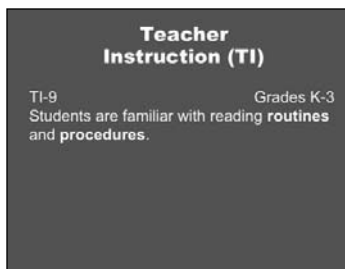 Teacher
Instruction (TI)
TI-9 Grades K-3
Students are familiar with reading routines
and procedures.